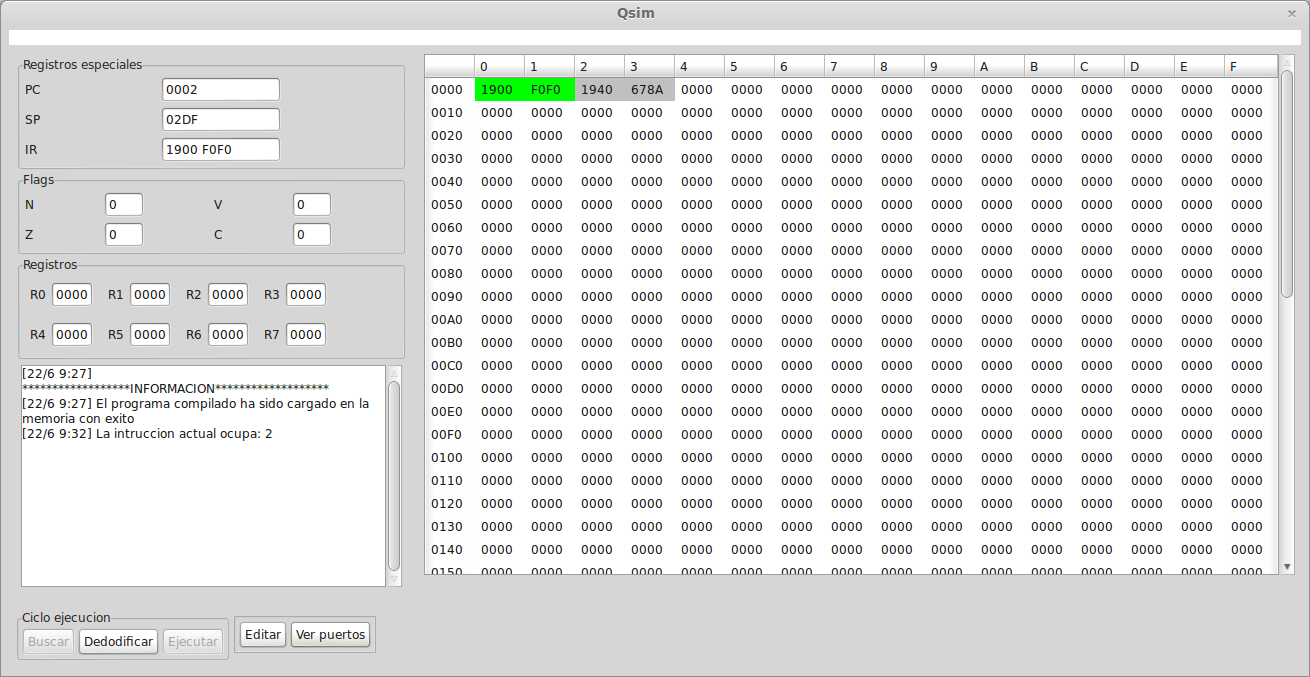 Qsim
Registros especiales
PC 0002
SP 02DF
IR 1900 F0F0
Flags
N 0 V 0
Z 0 C 0
Registros
R0 0000 R1 0000 R2 0000 R3 0000
R4 0000 R5 0000 R6 0000 R7 0000
[22/6 9:27]
******************INFORMACION*******************
[22/6 9:27] El programa compilado ha sido cargado en la
memoria con exito
[22/6 9:32] La intruccion actual ocupa: 2
Ciclo ejecucion
Buscar Dedodificar Ejecutar
Editar Ver puertos
0 1 2 3 4 5 6 7 8 9 A B C D E F
0000 1900 F0F0 1940 678A 0000 0000 0000 0000 0000 0000 0000 0000 0000 0000 0000 0000
0010 0000 0000 0000 0000 0000 0000 0000 0000 0000 0000 0000 0000 0000 0000 0000 0000
0020 0000 0000 0000 0000 0000 0000 0000 0000 0000 0000 0000 0000 0000 0000 0000 0000
0030 0000 0000 0000 0000 0000 0000 0000 0000 0000 0000 0000 0000 0000 0000 0000 0000
0040 0000 0000 0000 0000 0000 0000 0000 0000 0000 0000 0000 0000 0000 0000 0000 0000
0050 0000 0000 0000 0000 0000 0000 0000 0000 0000 0000 0000 0000 0000 0000 0000 0000
0060 0000 0000 0000 0000 0000 0000 0000 0000 0000 0000 0000 0000 0000 0000 0000 0000
0070 0000 0000 0000 0000 0000 0000 0000 0000 0000 0000 0000 0000 0000 0000 0000 0000
0080 0000 0000 0000 0000 0000 0000 0000 0000 0000 0000 0000 0000 0000 0000 0000 0000
0090 0000 0000 0000 0000 0000 0000 0000 0000 0000 0000 0000 0000 0000 0000 0000 0000
00A0 0000 0000 0000 0000 0000 0000 0000 0000 0000 0000 0000 0000 0000 0000 0000 0000
00B0 0000 0000 0000 0000 0000 0000 0000 0000 0000 0000 0000 0000 0000 0000 0000 0000
00C0 0000 0000 0000 0000 0000 0000 0000 0000 0000 0000 0000 0000 0000 0000 0000 0000
00D0 0000 0000 0000 0000 0000 0000 0000 0000 0000 0000 0000 0000 0000 0000 0000 0000
00E0 0000 0000 0000 0000 0000 0000 0000 0000 0000 0000 0000 0000 0000 0000 0000 0000
00F0 0000 0000 0000 0000 0000 0000 0000 0000 0000 0000 0000 0000 0000 0000 0000 0000
0100 0000 0000 0000 0000 0000 0000 0000 0000 0000 0000 0000 0000 0000 0000 0000 0000
0110 0000 0000 0000 0000 0000 0000 0000 0000 0000 0000 0000 0000 0000 0000 0000 0000
0120 0000 0000 0000 0000 0000 0000 0000 0000 0000 0000 0000 0000 0000 0000 0000 0000
0130 0000 0000 0000 0000 0000 0000 0000 0000 0000 0000 0000 0000 0000 0000 0000 0000
0140 0000 0000 0000 0000 0000 0000 0000 0000 0000 0000 0000 0000 0000 0000 0000 0000
0150 0000 0000 0000 0000 0000 0000 0000 0000 0000 0000 0000 0000 0000 0000 0000 0000